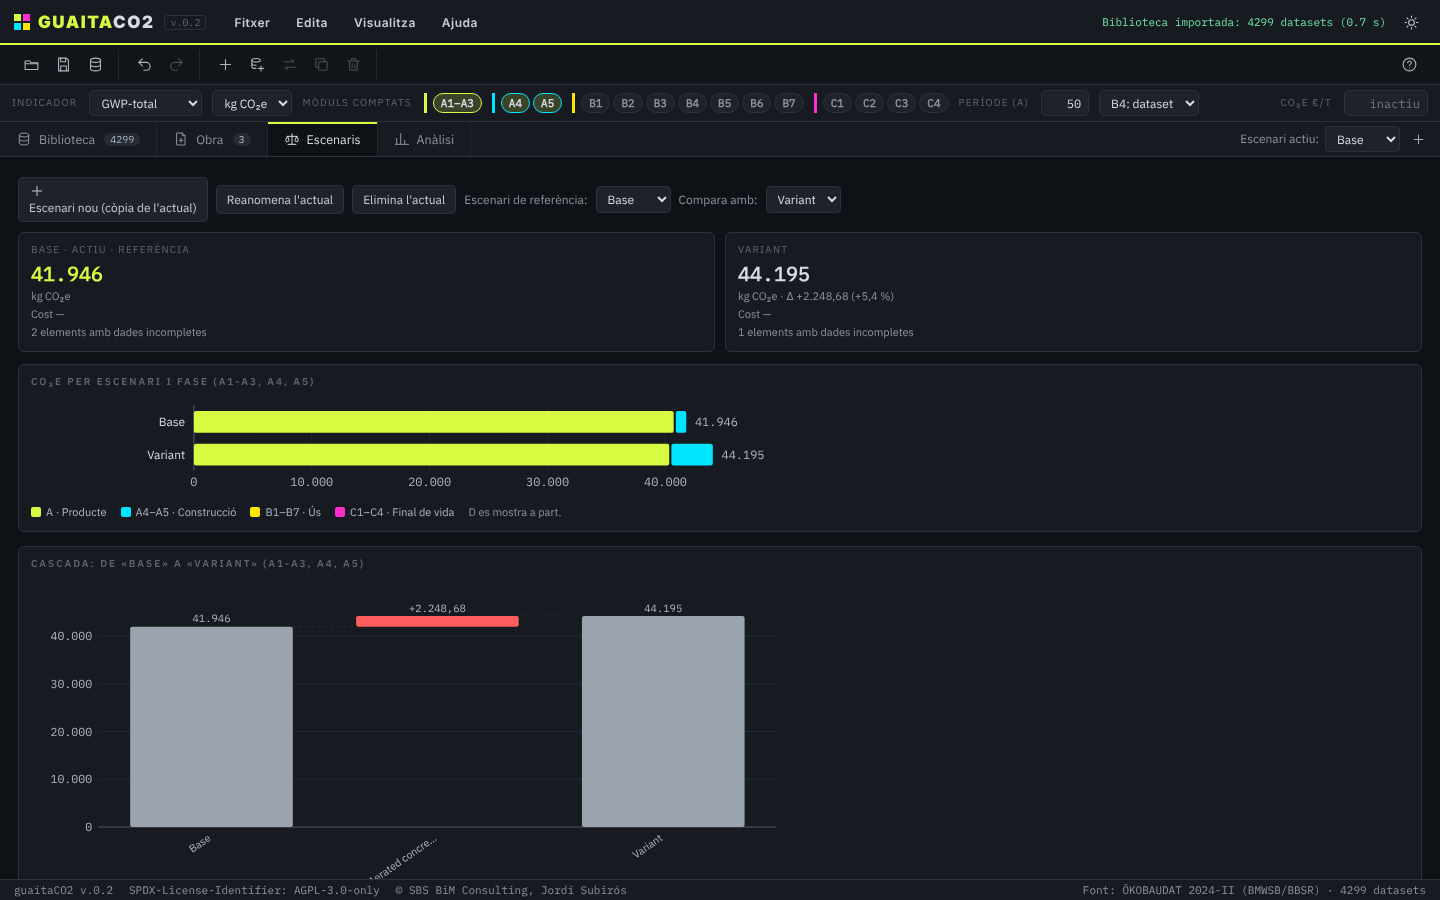 GUAITACO2 v.0.2 Fitxer Edita Visualitza Ajuda Biblioteca importada: 4299 datasets (0.7 s)
INDICADOR GWP-total kg CO₂e MÒDULS COMPTATS A1–A3 A4 A5 B1 B2 B3 B4 B5 B6 B7 C1 C2 C3 C4 PERÍODE (A) 50 B4: dataset CO₂E €/T inactiu
Biblioteca 4299 Obra 3 Escenaris Anàlisi Escenari actiu: Base
Escenari nou (còpia de l'actual) Reanomena l'actual Elimina l'actual Escenari de referència: Base Compara amb: Variant
BASE · ACTIU · REFERÈNCIA
41.946
kg CO₂e
Cost —
2 elements amb dades incompletes
VARIANT
44.195
kg CO₂e · Δ +2.248,68 (+5,4 %)
Cost —
1 elements amb dades incompletes
CO₂E PER ESCENARI I FASE (A1-A3, A4, A5)
Base 41.946
Variant 44.195
0 10.000 20.000 30.000 40.000
A · Producte A4–A5 · Construcció B1–B7 · Ús C1–C4 · Final de vida D es mostra a part.
CASCADA: DE «BASE» A «VARIANT» (A1-A3, A4, A5)
41.946 +2.248,68 44.195
40.000
30.000
20.000
10.000
0
Base erated concre… Variant
guaitaCO2 v.0.2 SPDX-License-Identifier: AGPL-3.0-only © SBS BiM Consulting, Jordi Subirós Font: ÖKOBAUDAT 2024-II (BMWSB/BBSR) · 4299 datasets